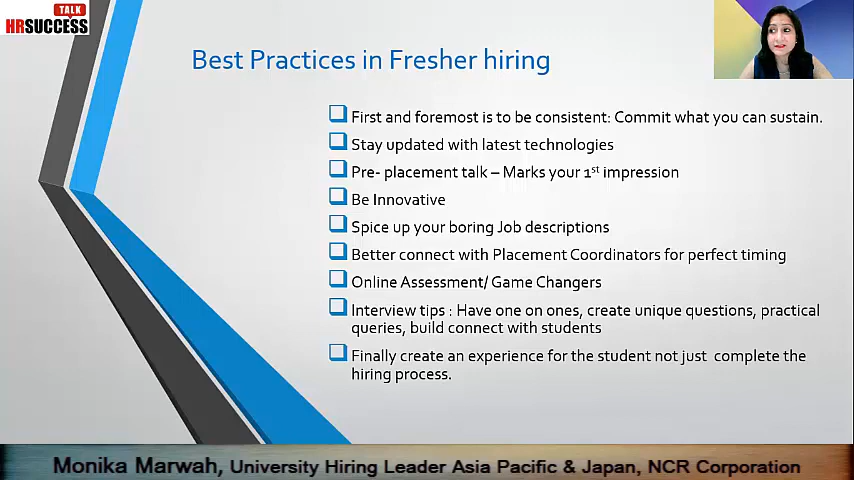 TALK
HRSUCCESS
Best Practices in Fresher hiring
First and foremost is to be consistent: Commit what you can sustain.
Stay updated with latest technologies
Pre- placement talk – Marks your 1st impression
Be Innovative
Spice up your boring Job descriptions
Better connect with Placement Coordinators for perfect timing
Online Assessment/ Game Changers
Interview tips : Have one on ones, create unique questions, practical
queries, build connect with students
Finally create an experience for the student not just complete the
hiring process.
Monika Marwah, University Hiring Leader Asia Pacific & Japan, NCR Corporation